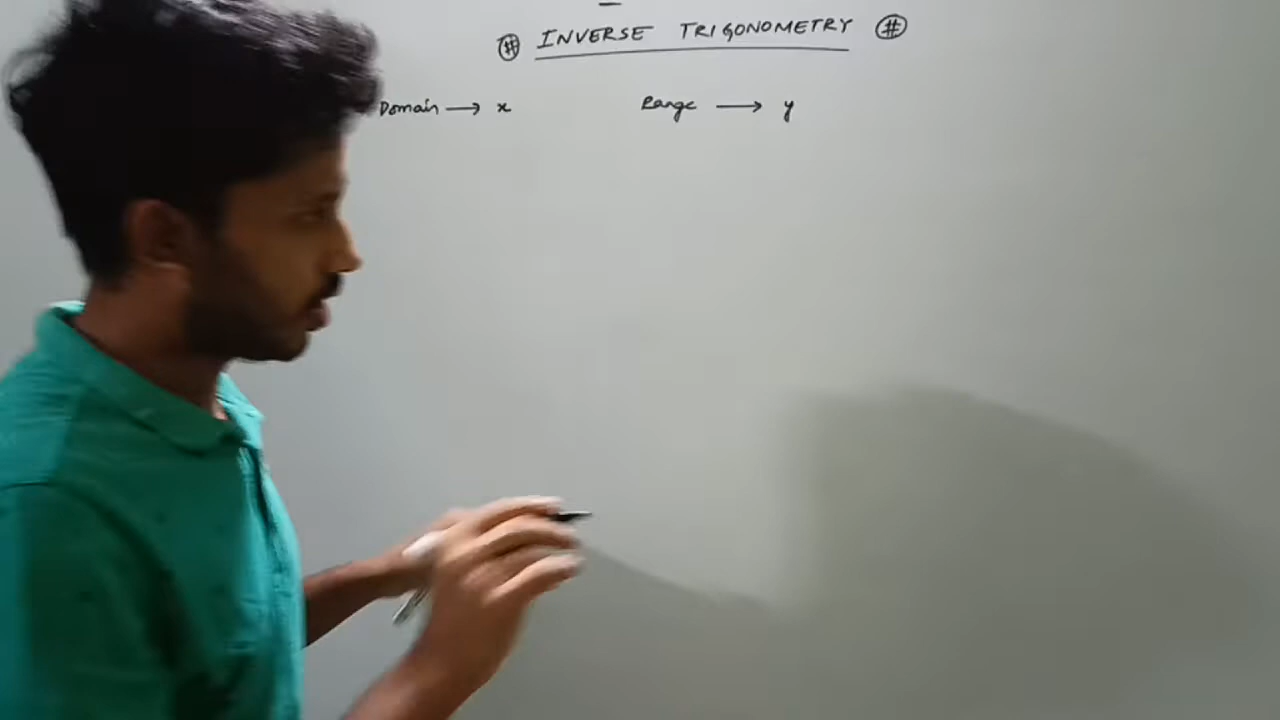 # INVERSE TRIGONOMETRY #
Domain → x Range → y